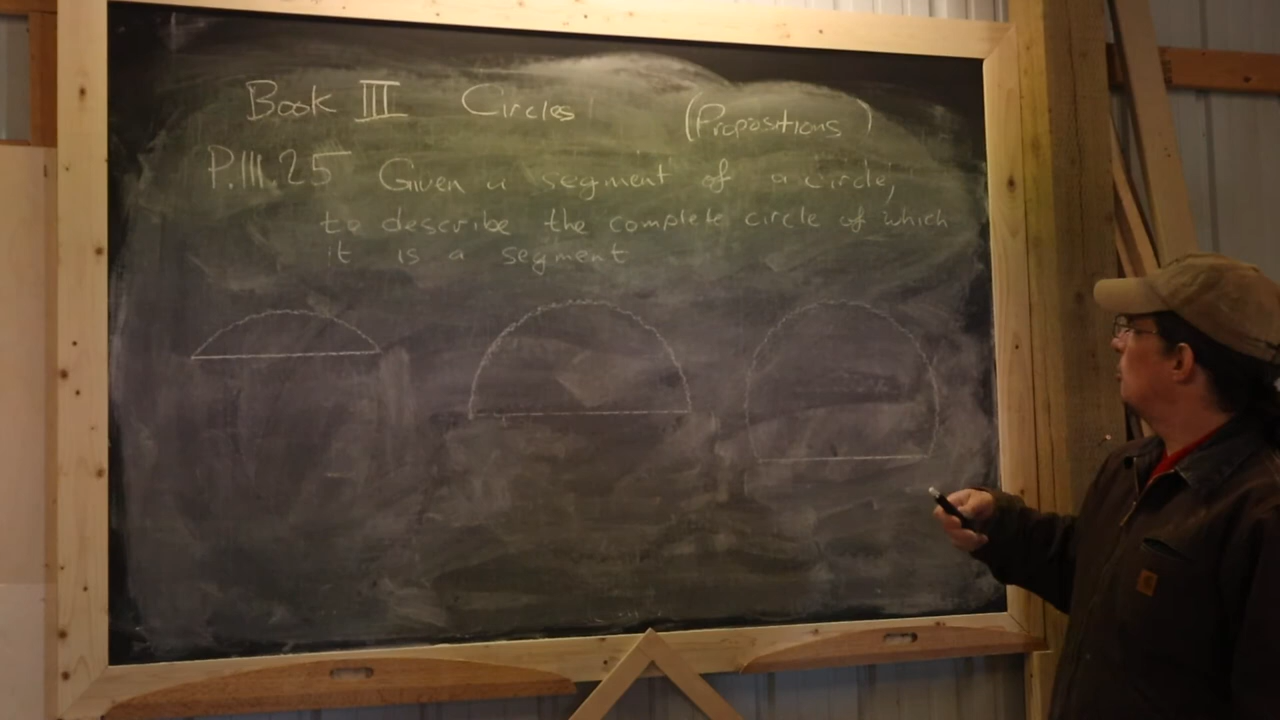 Book III Circles (Propositions)
P.III.25 Given a segment of a circle,
to describe the complete circle of which
it is a segment